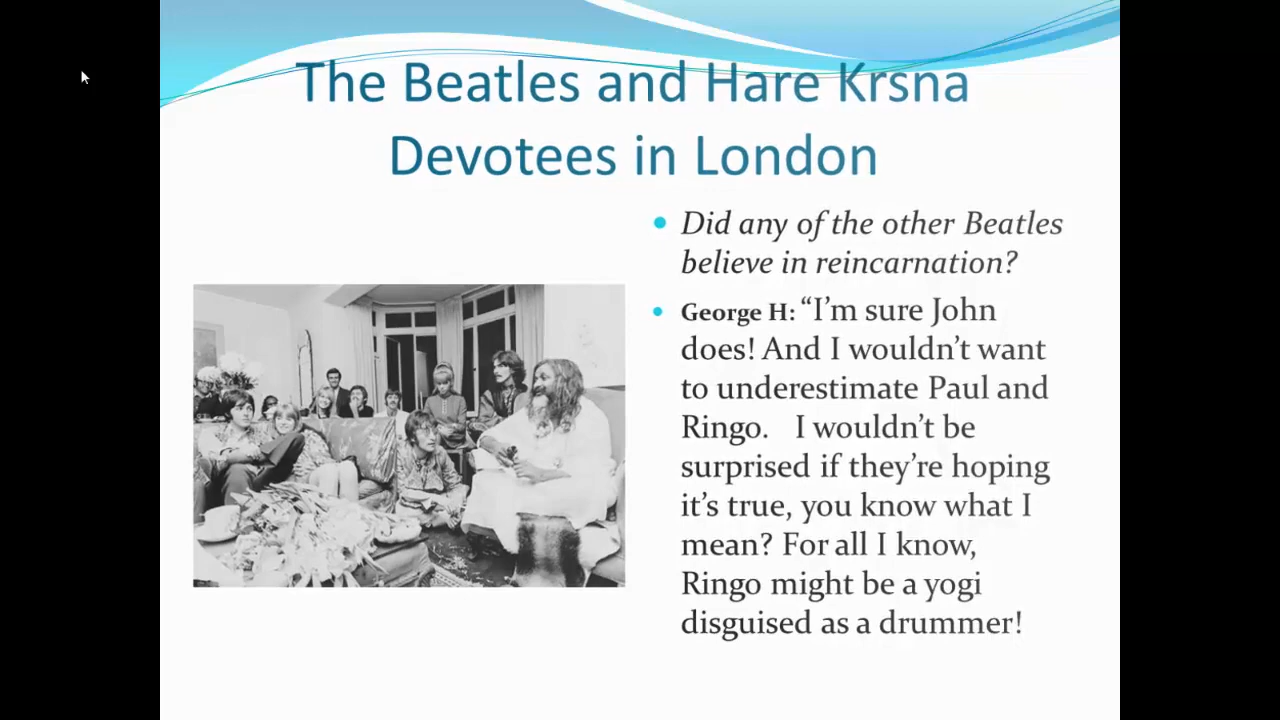 The Beatles and Hare Krsna
Devotees in London
Did any of the other Beatles
believe in reincarnation?
George H: “I’m sure John
does! And I wouldn’t want
to underestimate Paul and
Ringo. I wouldn’t be
surprised if they’re hoping
it’s true, you know what I
mean? For all I know,
Ringo might be a yogi
disguised as a drummer!